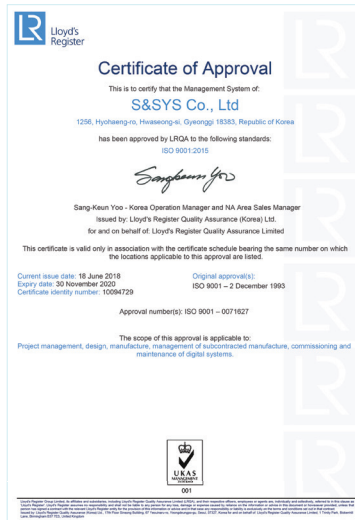 LR
Lloyd's
Register
Certificate of Approval
This is to certify that the Management System of:
S&SYS Co., Ltd
1256, Hyohaeng-ro, Hwaseong-si, Gyeonggi 18383, Republic of Korea
has been approved by LRQA to the following standards:
ISO 9001:2015
Sang-Keun Yoo - Korea Operation Manager and NA Area Sales Manager
Issued by: Lloyd's Register Quality Assurance (Korea) Ltd.
for and on behalf of: Lloyd's Register Quality Assurance Limited
This certificate is valid only in association with the certificate schedule bearing the same number on which
the locations applicable to this approval are listed.
Current issue date: 18 June 2018
Expiry date: 30 November 2020
Certificate identity number: 10094729
Original approval(s):
ISO 9001 – 2 December 1993
Approval number(s): ISO 9001 – 0071627
The scope of this approval is applicable to:
Project management, design, manufacture, management of subcontracted manufacture, commissioning and
maintenance of digital systems.
UKAS
MANAGEMENT
SYSTEMS
001